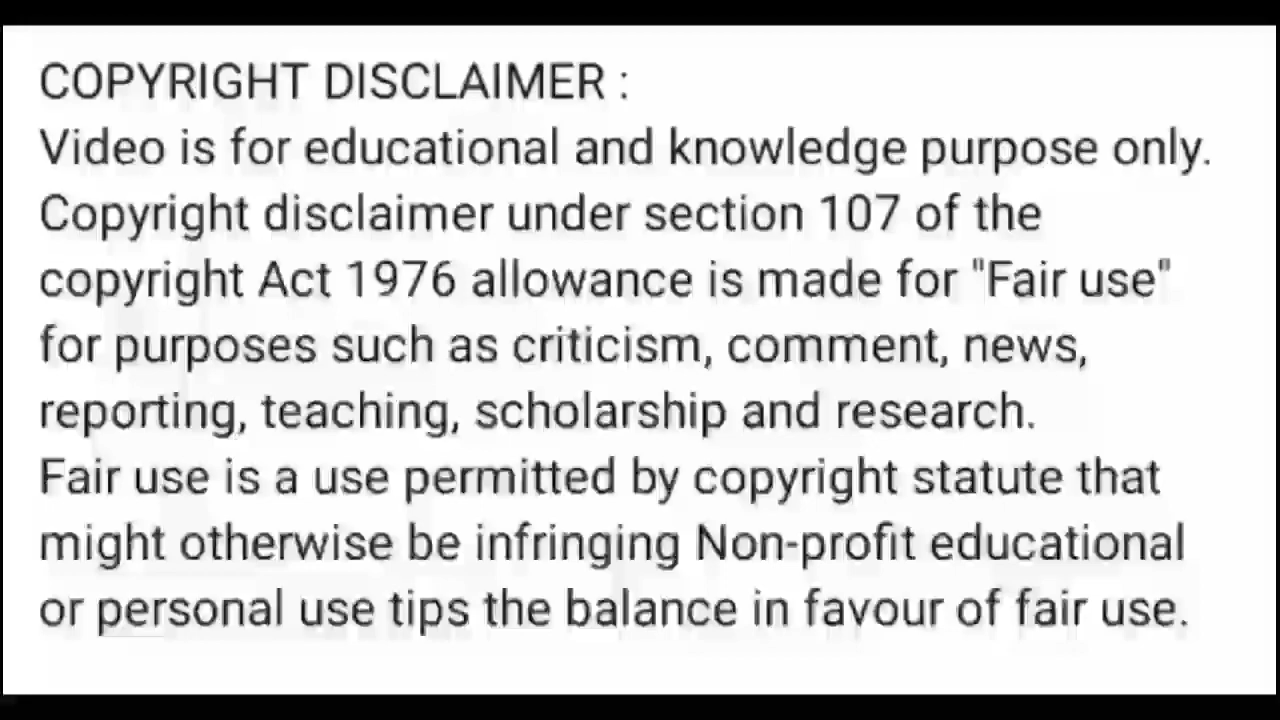 COPYRIGHT DISCLAIMER :
Video is for educational and knowledge purpose only.
Copyright disclaimer under section 107 of the
copyright Act 1976 allowance is made for "Fair use"
for purposes such as criticism, comment, news,
reporting, teaching, scholarship and research.
Fair use is a use permitted by copyright statute that
might otherwise be infringing Non-profit educational
or personal use tips the balance in favour of fair use.